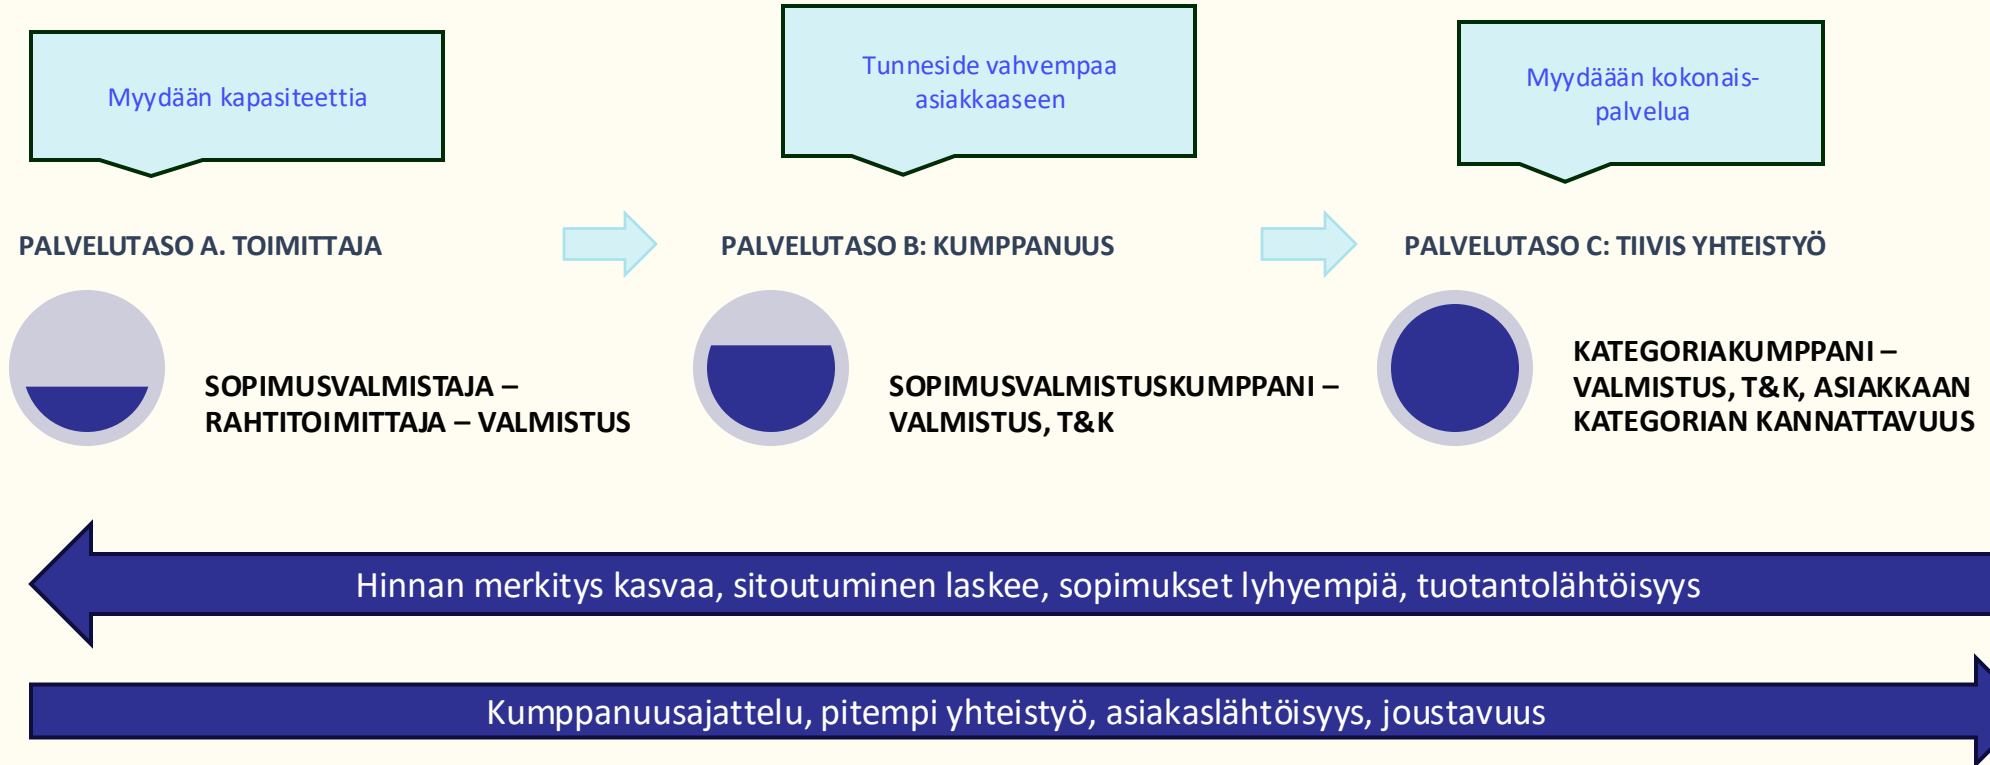 Myydään kapasiteettia
Tunneside vahvempaa
asiakkaaseen
Myydäään kokonais-
palvelua
PALVELUTASO A. TOIMITTAJA
PALVELUTASO B: KUMPPANUUS
PALVELUTASO C: TIIVIS YHTEISTYÖ
SOPIMUSVALMISTAJA –
RAHTITOIMITTAJA – VALMISTUS
SOPIMUSVALMISTUSKUMPPANI –
VALMISTUS, T&K
KATEGORIAKUMPPANI –
VALMISTUS, T&K, ASIAKKAAN
KATEGORIAN KANNATTAVUUS
Hinnan merkitys kasvaa, sitoutuminen laskee, sopimukset lyhyempiä, tuotantolähtöisyys
Kumppanuusajattelu, pitempi yhteistyö, asiakaslähtöisyys, joustavuus